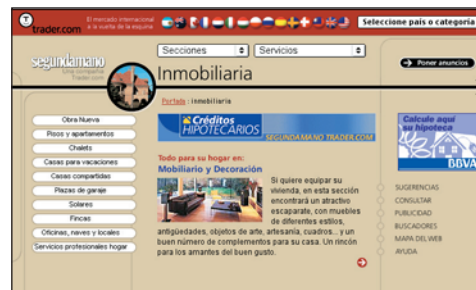 trader.com
El mercado internacional
a la vuelta de la esquina
Seleccione país o categoria
segundamano
Una compañía
Trader.com
Secciones
Servicios
Poner anuncios
Inmobiliaria
Portada : inmobiliaria
Obra Nueva
Pisos y apartamentos
Chalets
Casas para vacaciones
Casas compartidas
Plazas de garaje
Solares
Fincas
Oficinas, naves y locales
Servicios profesionales hogar
Créditos
HIPOTECARIOS
SEGUNDAMANO TRADER.COM
Todo para su hogar en:
Mobiliario y Decoración
Si quiere equipar su
vivienda, en esta sección
encontrará un atractivo
escaparate, con muebles
de diferentes estilos,
antigüedades, objetos de arte, artesanía, cuadros... y un
buen número de complementos para su casa. Un rincón
para los amantes del buen gusto.
Calcule aquí
su hipoteca
BBVA
SUGERENCIAS
CONSULTAR
PUBLICIDAD
BUSCADORES
MAPA DEL WEB
AYUDA